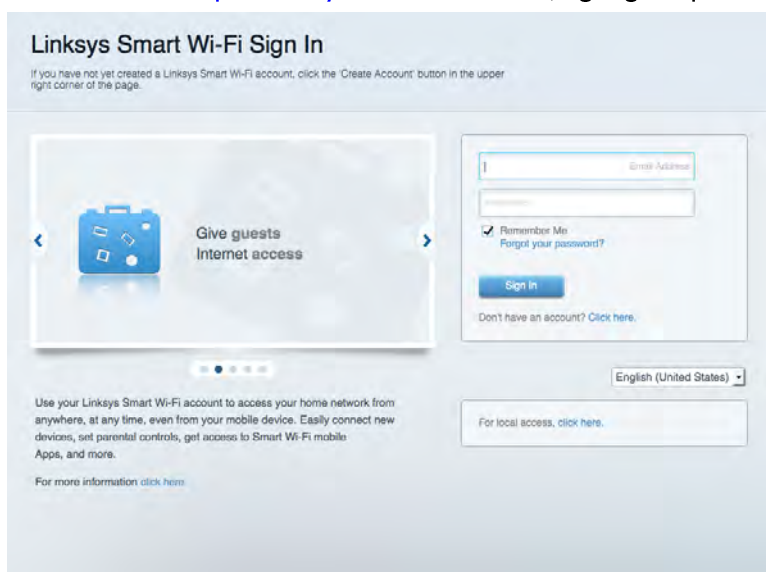 Linksys Smart Wi-Fi Sign In
If you have not yet created a Linksys Smart Wi-Fi account, click the 'Create Account' button in the upper
right corner of the page.
Give guests
Internet access
Email Address
Remember Me
Forgot your password?
Sign In
Don't have an account? Click here.
English (United States)
Use your Linksys Smart Wi-Fi account to access your home network from
anywhere, at any time, even from your mobile device. Easily connect new
devices, set parental controls, get access to Smart Wi-Fi mobile
Apps, and more.
For local access, click here.
For more information click here